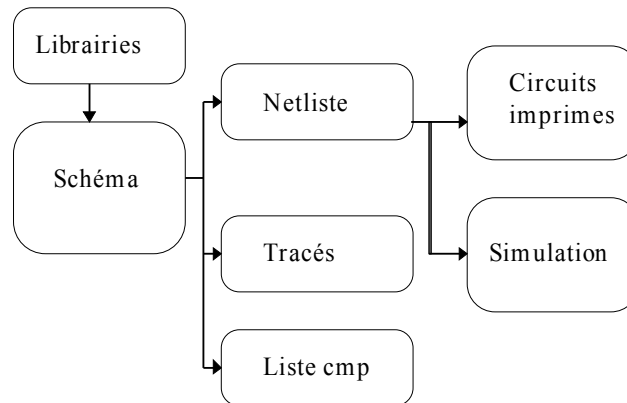 Librairies
Schéma
Netliste
Tracés
Liste cmp
Circuits
imprimes
Simulation